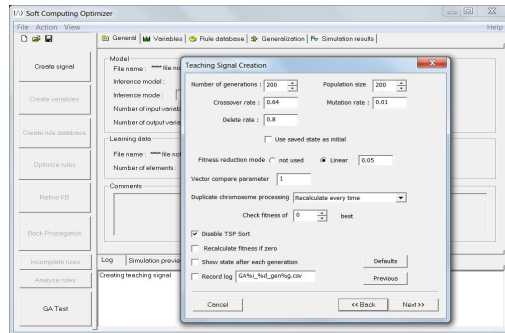 Soft Computing Optimizer
File Action View Help
General Variables Rule database Generalization Simulation results
Create signal
Create variables
Create rule database
Optimize rules
Refine KB
Back Propagation
Incomplete rules
Analyse rules
GA Test
Model
File name : **** file no
Inference model :
Inference mode :
Number of input variab
Number of output varia
Learning data
File name : **** file not
Number of elements :
Comments
Log Simulation preview
Creating teaching signal
Teaching Signal Creation
Number of generations : 200 Population size 200
Crossover rate : 0.64 Mutation rate : 0.01
Delete rate : 0.8
Use saved state as initial
Fitness reduction mode not used Linear 0.05
Vector compare parameter 1
Duplicate chromosome processing Recalculate every time
Check fitness of 0 best
Disable TSP Sort
Recalculate fitness if zero
Show state after each generation Defaults
Record log GA%i_%d_gen%g.csv Previous
Cancel << Back Next >>